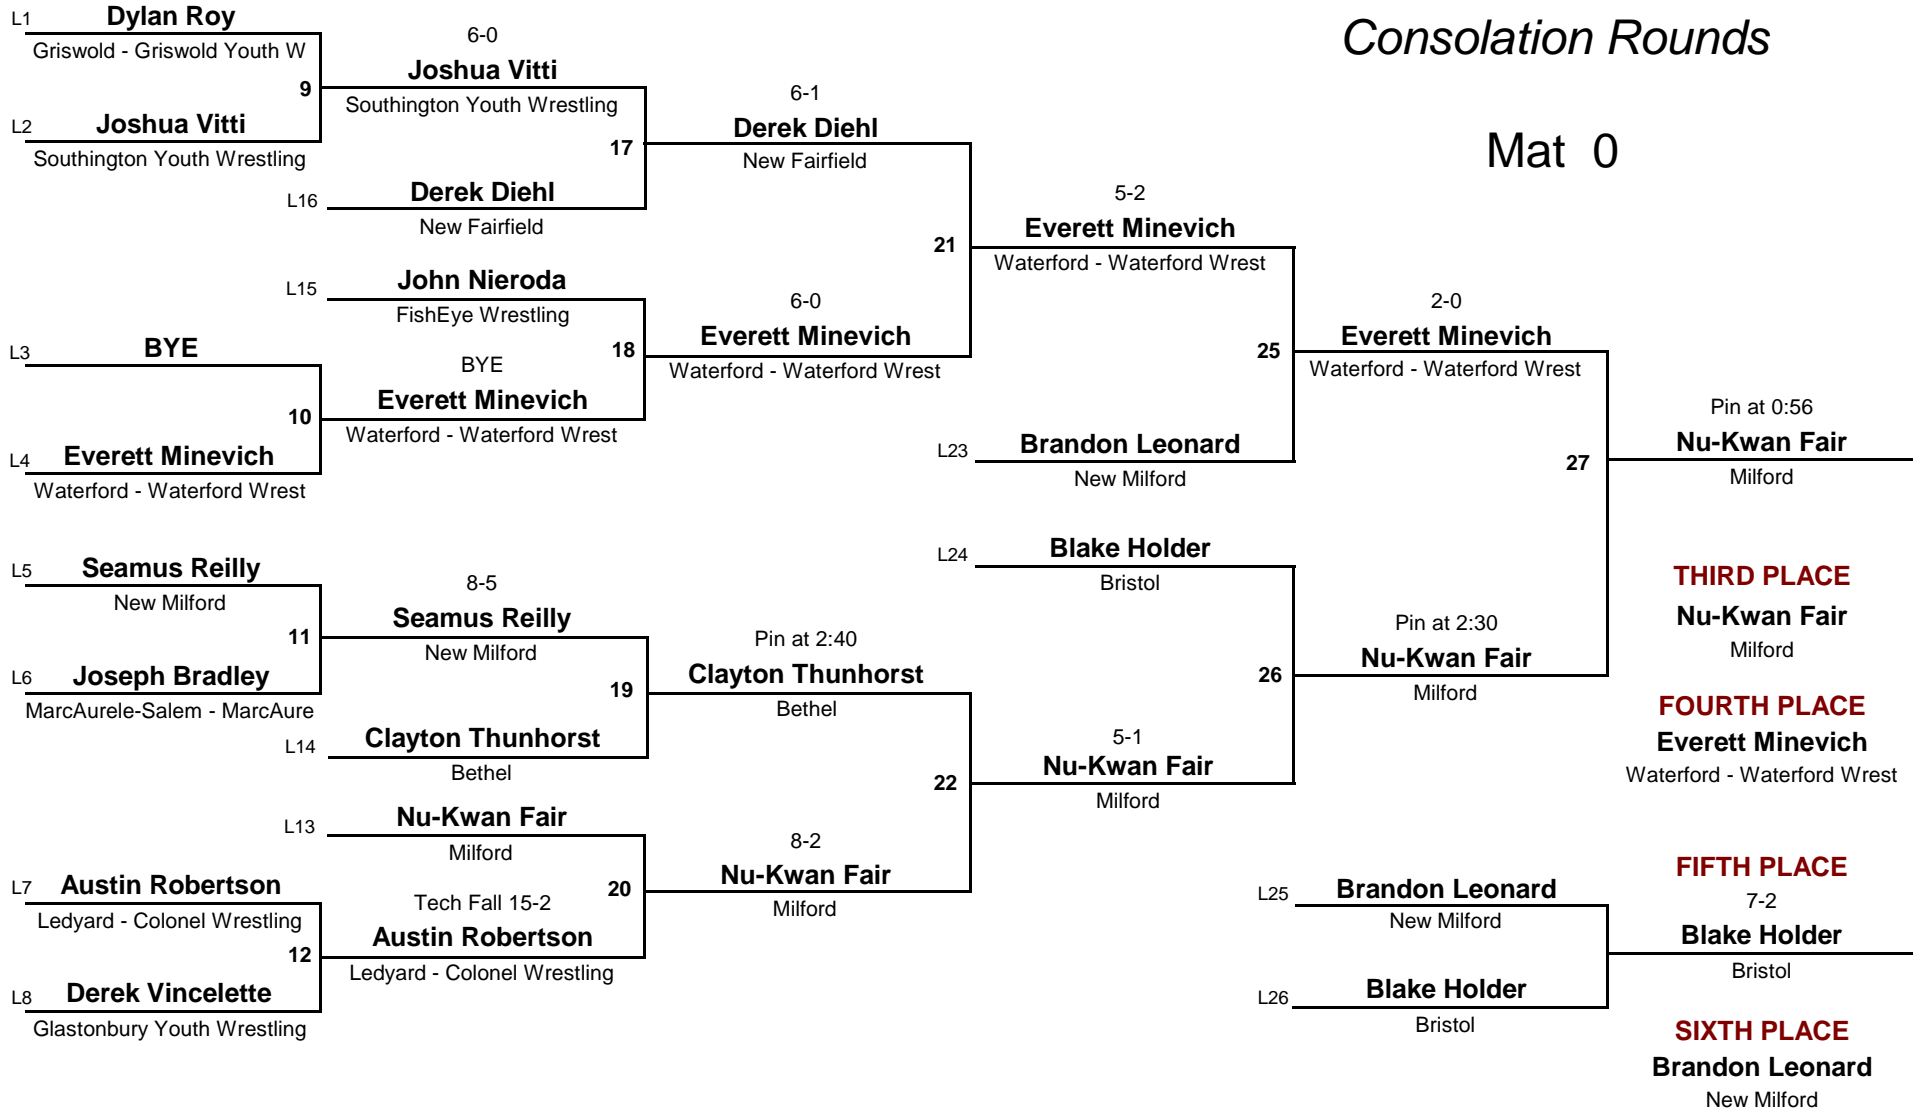 Consolation Rounds
Mat 0
L1 Dylan Roy
Griswold - Griswold Youth W
9
L2 Joshua Vitti
Southington Youth Wrestling
6-0
Joshua Vitti
Southington Youth Wrestling
17
L16 Derek Diehl
New Fairfield
6-1
Derek Diehl
New Fairfield
L15 John Nieroda
FishEye Wrestling
18
L3 BYE
10
L4 Everett Minevich
Waterford - Waterford Wrest
BYE
Everett Minevich
Waterford - Waterford Wrest
6-0
Everett Minevich
Waterford - Waterford Wrest
21
5-2
Everett Minevich
Waterford - Waterford Wrest
25
L23 Brandon Leonard
New Milford
2-0
Everett Minevich
Waterford - Waterford Wrest
27
Pin at 0:56
Nu-Kwan Fair
Milford
L5 Seamus Reilly
New Milford
11
L6 Joseph Bradley
MarcAurele-Salem - MarcAure
8-5
Seamus Reilly
New Milford
19
L14 Clayton Thunhorst
Bethel
Pin at 2:40
Clayton Thunhorst
Bethel
L13 Nu-Kwan Fair
Milford
20
L7 Austin Robertson
Ledyard - Colonel Wrestling
12
L8 Derek Vincelette
Glastonbury Youth Wrestling
Tech Fall 15-2
Austin Robertson
Ledyard - Colonel Wrestling
8-2
Nu-Kwan Fair
Milford
22
L24 Blake Holder
Bristol
26
5-1
Nu-Kwan Fair
Milford
Pin at 2:30
Nu-Kwan Fair
Milford
THIRD PLACE
Nu-Kwan Fair
Milford
FOURTH PLACE
Everett Minevich
Waterford - Waterford Wrest
L25 Brandon Leonard
New Milford
L26 Blake Holder
Bristol
FIFTH PLACE
7-2
Blake Holder
Bristol
SIXTH PLACE
Brandon Leonard
New Milford